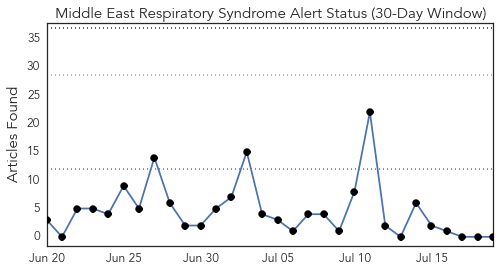 Middle East Respiratory Syndrome Alert Status (30-Day Window)
Articles Found
35
30
25
20
15
10
5
0
Jun 20 Jun 25 Jun 30 Jul 05 Jul 10 Jul 15